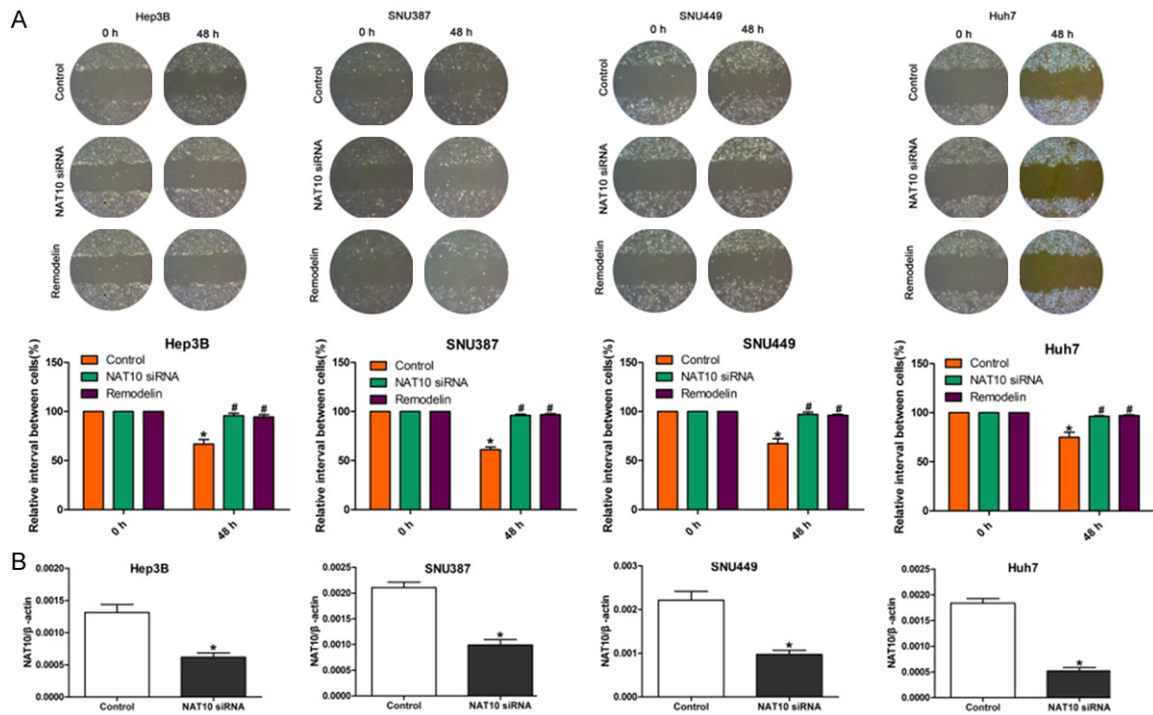 A
Hep3B
0 h 48 h
Control
NAT10 siRNA
Remodelin
SNU387
0 h 48 h
Control
NAT10 siRNA
Remodelin
SNU449
0 h 48 h
Control
NAT10 siRNA
Remodelin
Huh7
0 h 48 h
Control
NAT10 siRNA
Remodelin
Hep3B
Relative interval between cells(%)
150
100
50
0
Control
NAT10 siRNA
Remodelin
*
# #
0 h 48 h
SNU387
Relative interval between cells(%)
150
100
50
0
Control
NAT10 siRNA
Remodelin
*
# #
0 h 48 h
SNU449
Relative interval between cells(%)
150
100
50
0
Control
NAT10 siRNA
Remodelin
*
# #
0 h 48 h
Huh7
Relative interval between cells(%)
150
100
50
0
Control
NAT10 siRNA
Remodelin
*
# #
0 h 48 h
B
Hep3B
NAT10/β -actin
0.0020
0.0015
0.0010
0.0005
0.0000
*
Control NAT10 siRNA
SNU387
NAT10/β -actin
0.0025
0.0020
0.0015
0.0010
0.0005
0.0000
*
Control NAT10 siRNA
SNU449
NAT10/β -actin
0.003
0.002
0.001
0.000
*
Control NAT10 siRNA
Huh7
NAT10/β -actin
0.0025
0.0020
0.0015
0.0010
0.0005
0.0000
*
Control NAT10 siRNA